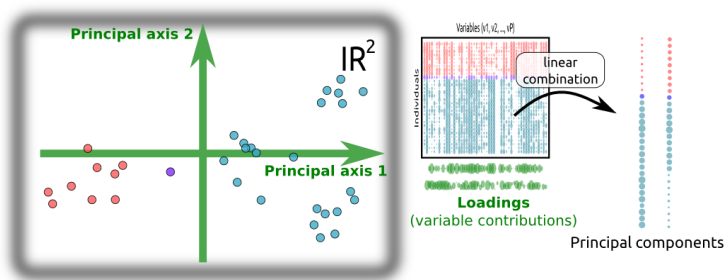 Principal axis 2
IR²
Principal axis 1
Variables (v1, v2, ..., vP)
Individuals
linear
combination
Loadings
(variable contributions)
Principal components